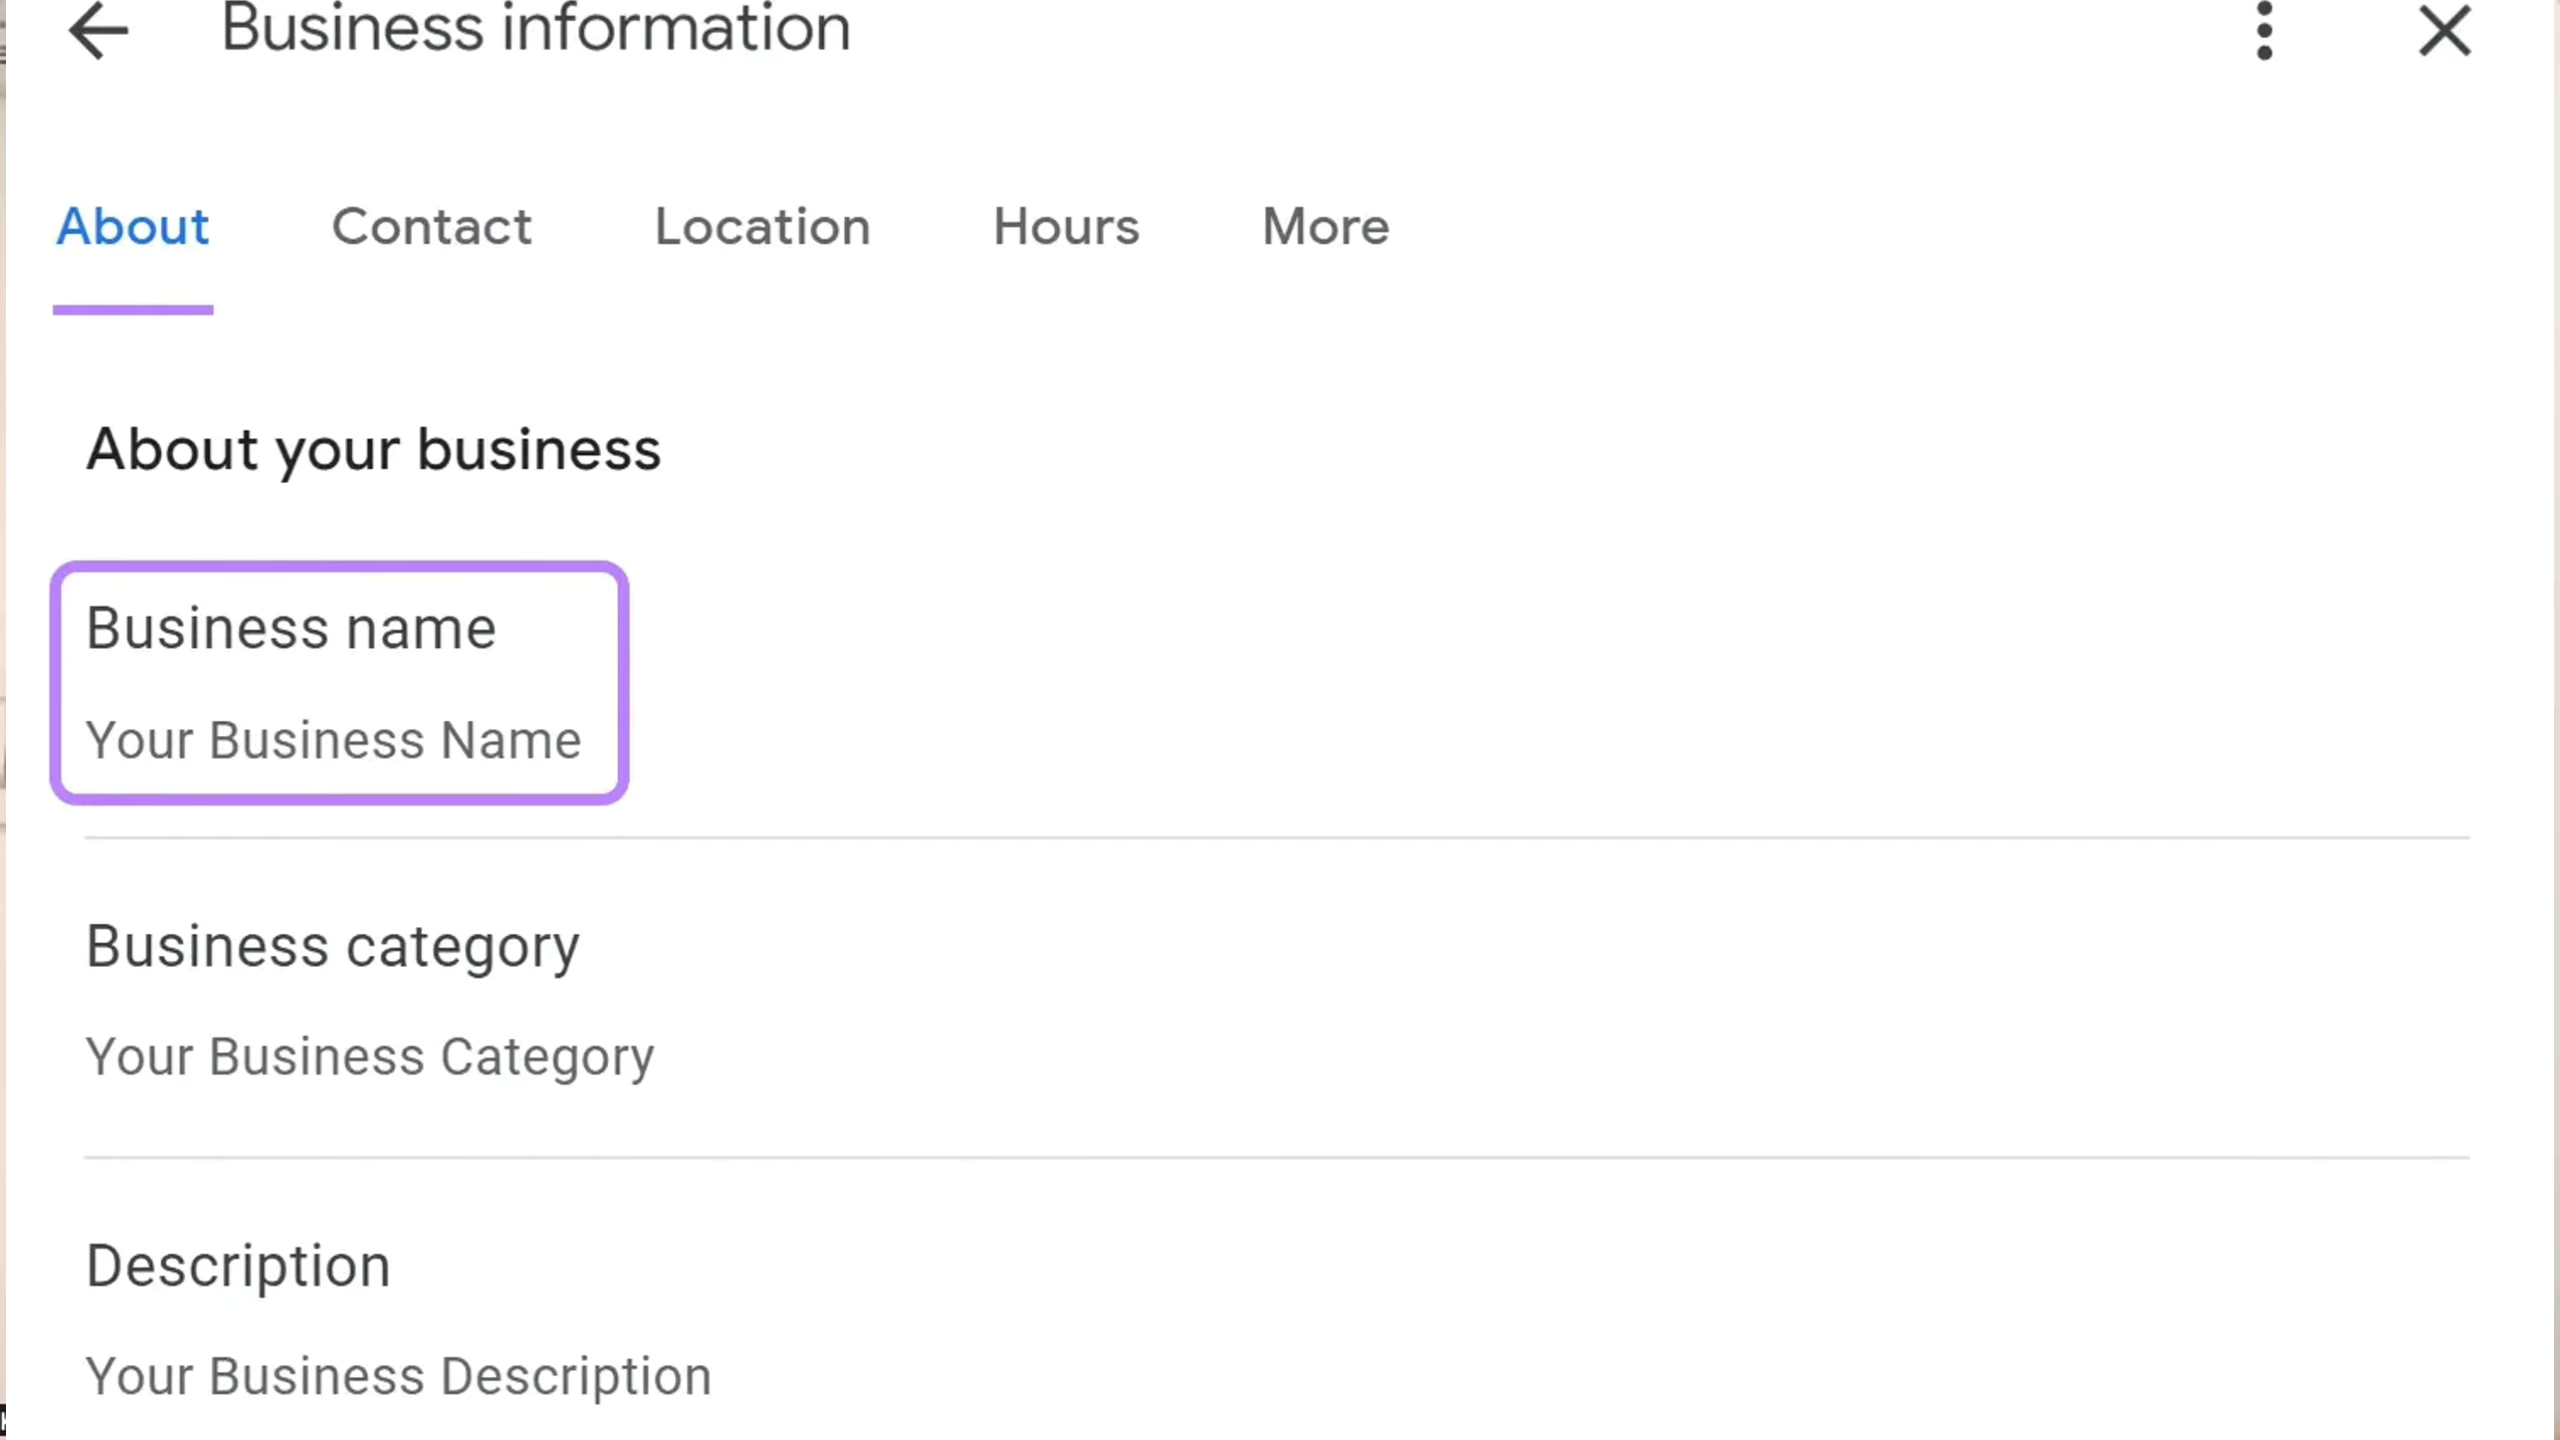 Business information
About Contact Location Hours More
About your business
Business name
Your Business Name
Business category
Your Business Category
Description
Your Business Description